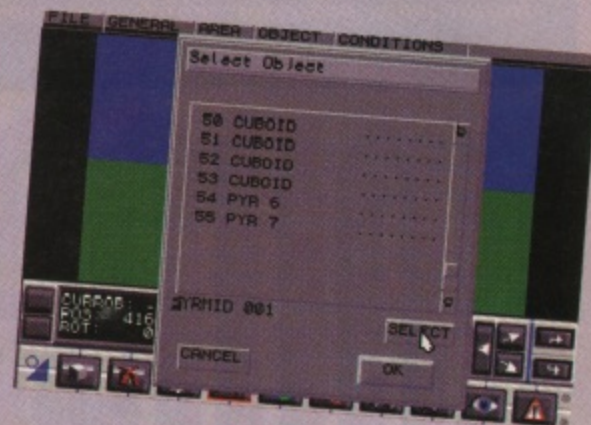 FILE GENERAL AREA OBJECT CONDITIONS
Select Object
50 CUBOID ........
51 CUBOID ........
52 CUBOID ........
53 CUBOID ........
54 PYR 6 ........
55 PYR 7 ........
YRMID 001
SELECT
CANCEL
OK
CURROB: -
POS: 416
ROT: 0